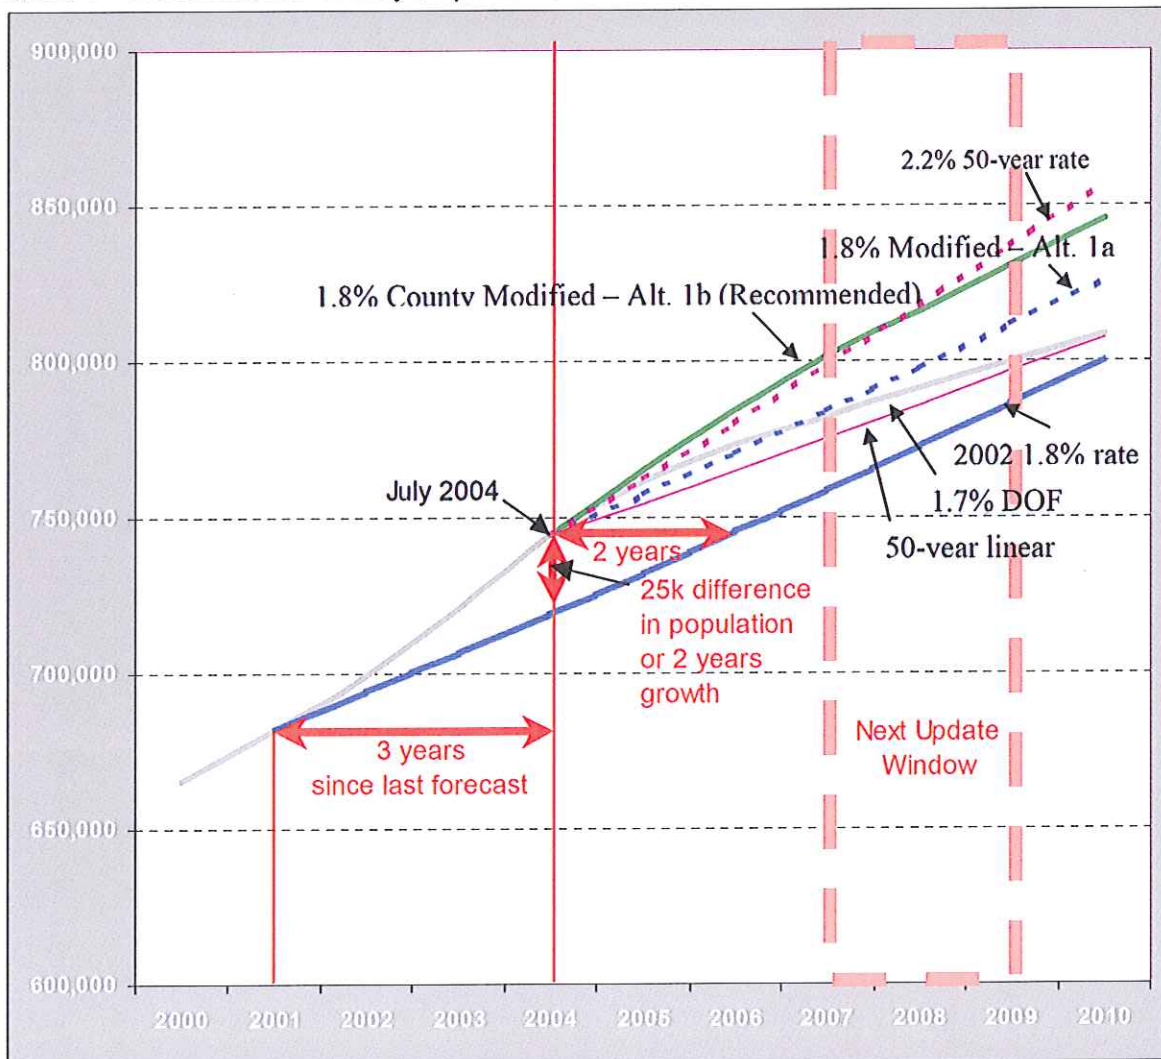 900,000
850,000
800,000
750,000
700,000
650,000
600,000
2.2% 50-year rate
1.8% Modified – Alt. 1a
1.8% County Modified – Alt. 1b (Recommended)
July 2004
2002 1.8% rate
1.7% DOF
50-year linear
2 years
25k difference
in population
or 2 years
growth
3 years
since last forecast
Next Update
Window
2000 2001 2002 2003 2004 2005 2006 2007 2008 2009 2010